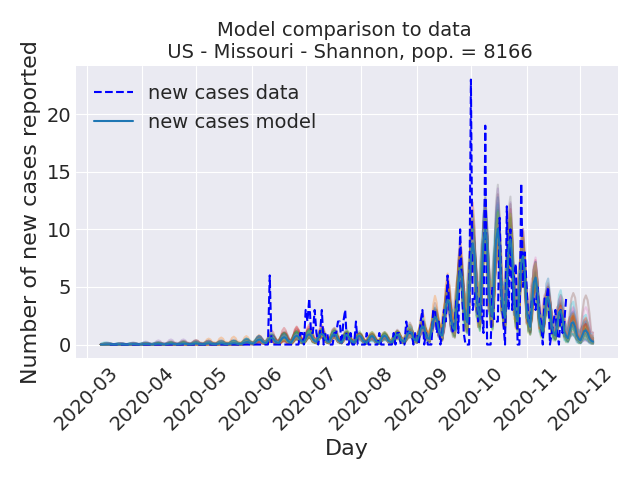 Model comparison to data
US - Missouri - Shannon, pop. = 8166
Number of new cases reported
20
15
10
5
0
new cases data
new cases model
2020-03
2020-04
2020-05
2020-06
2020-07
2020-08
2020-09
2020-10
2020-11
2020-12
Day